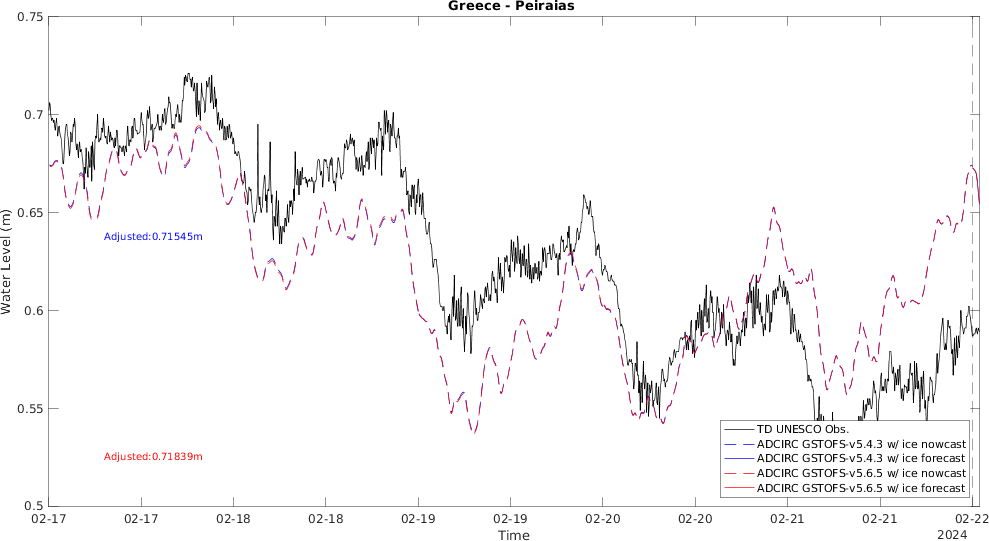 Greece - Peiraias
0.75
0.7
0.65
0.6
0.55
0.5
Water Level (m)
Adjusted:0.71545m
Adjusted:0.71839m
TD UNESCO Obs.
ADCIRC GSTOFS-v5.4.3 w/ ice nowcast
ADCIRC GSTOFS-v5.4.3 w/ ice forecast
ADCIRC GSTOFS-v5.6.5 w/ ice nowcast
ADCIRC GSTOFS-v5.6.5 w/ ice forecast
02-17 02-17 02-18 02-18 02-19 02-19 02-20 02-20 02-21 02-21 02-22
Time
2024